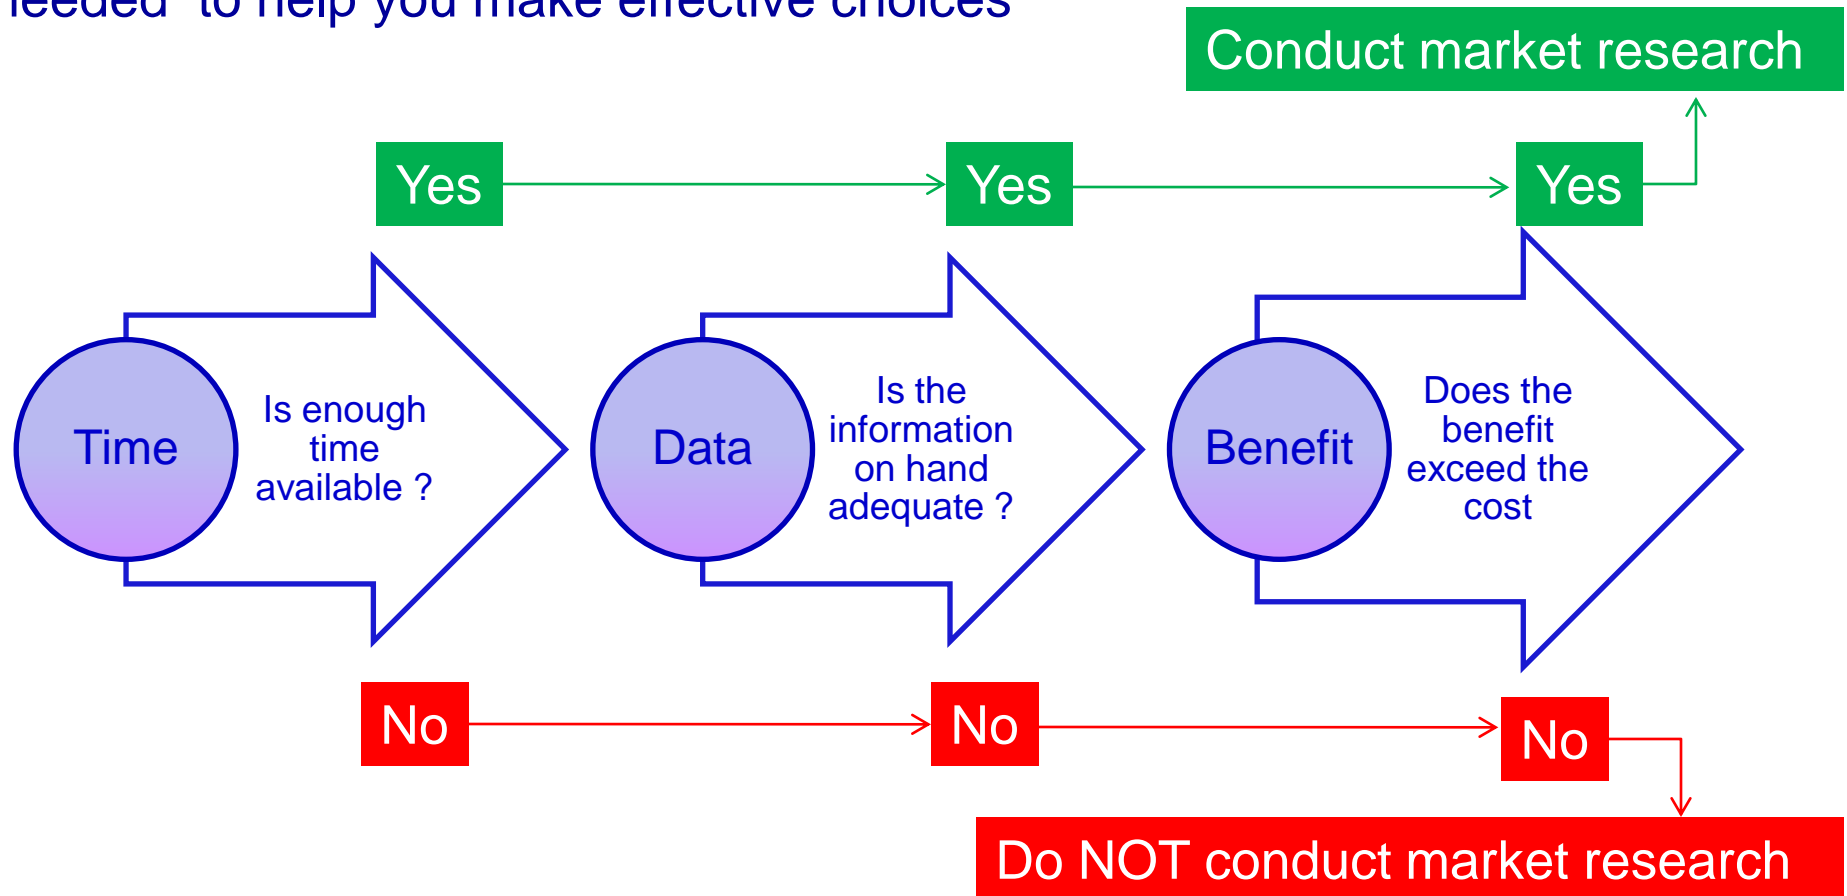 to help you make effective choices
Conduct market research
Yes
Yes
Yes
Time
Is enough
time
available ?
Data
Is the
information
on hand
adequate ?
Benefit
Does the
benefit
exceed the
cost
No
No
No
Do NOT conduct market research